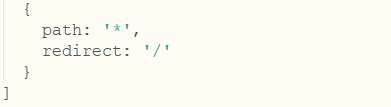 {
path: '*',
redirect: '/'
}
]